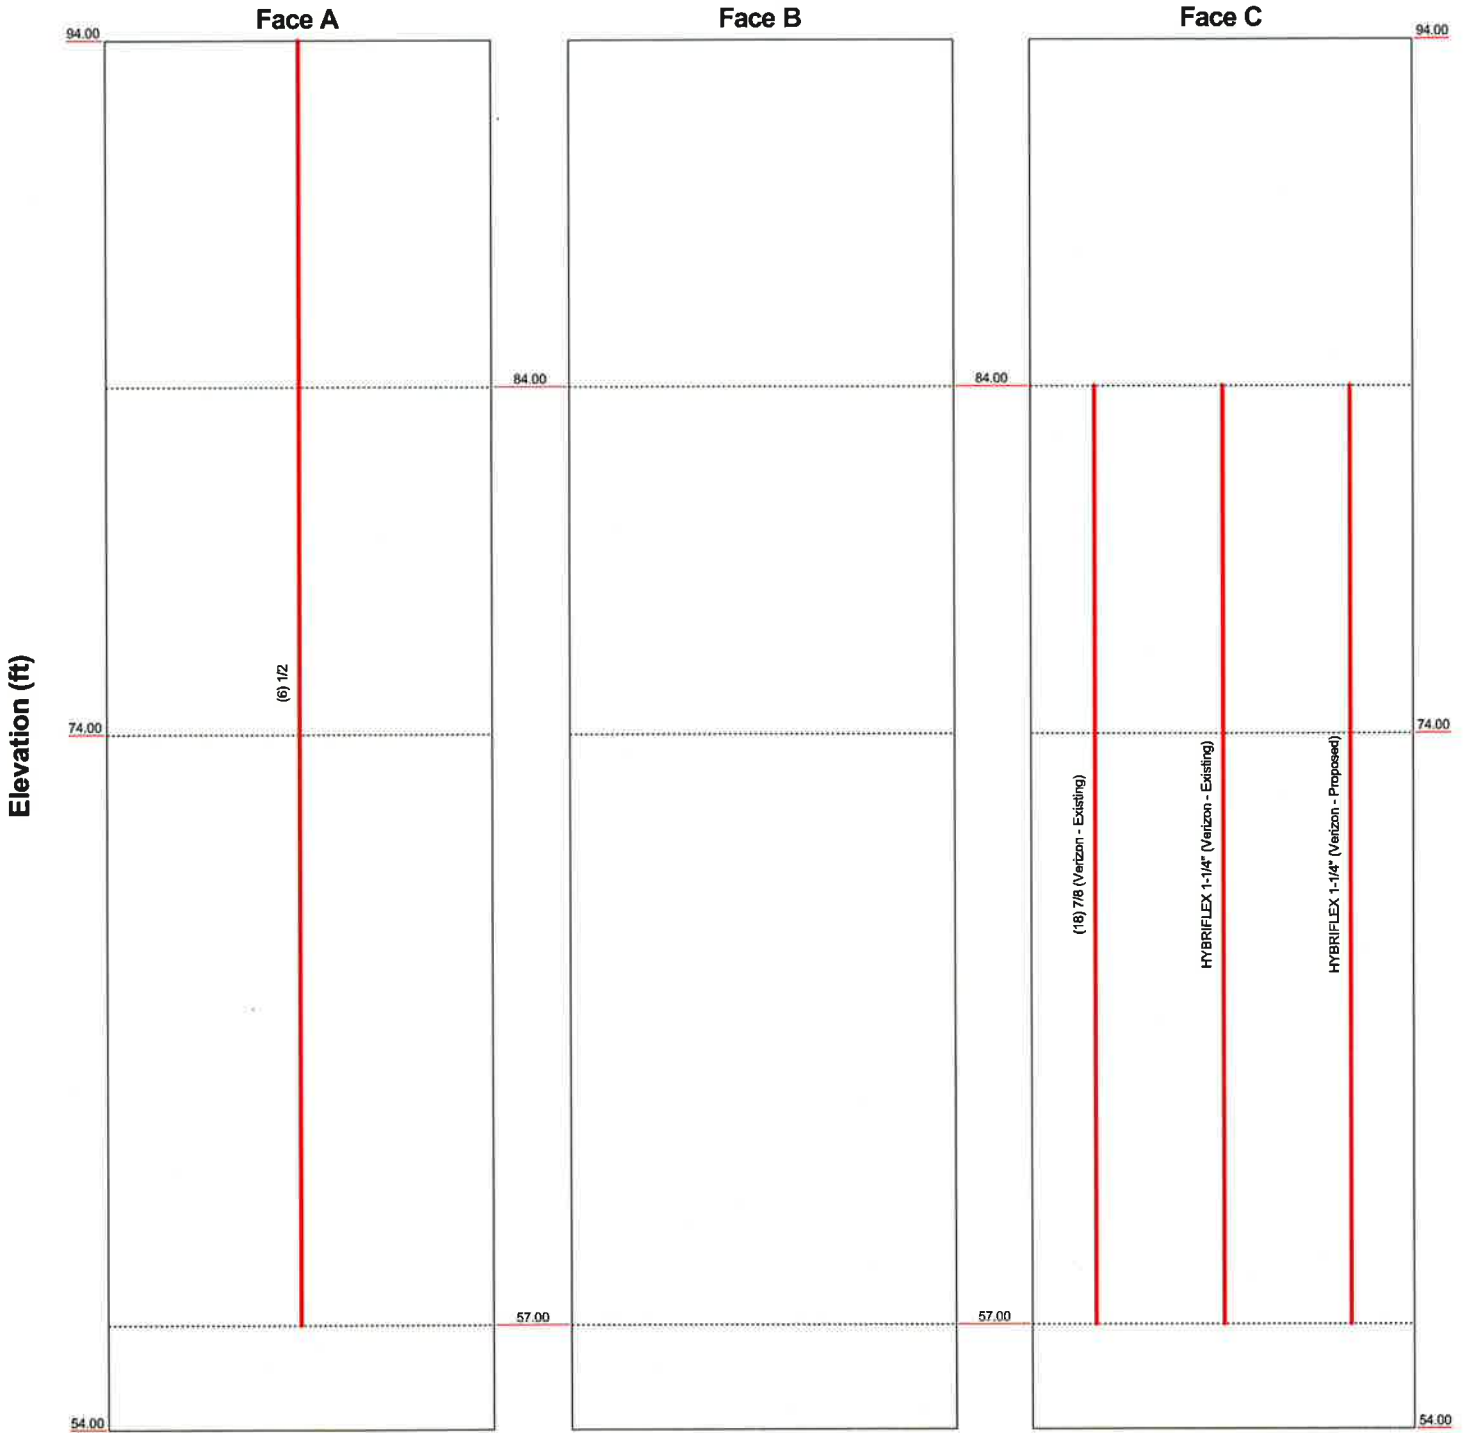 Face A
Face B
Face C
94.00
94.00
84.00
84.00
Elevation (ft)
(6) 1/2
74.00
74.00
(18) 7/8 (Verizon - Existing)
HYBRIFLEX 1-1/4" (Verizon - Existing)
HYBRIFLEX 1-1/4" (Verizon - Proposed)
57.00
57.00
54.00
54.00